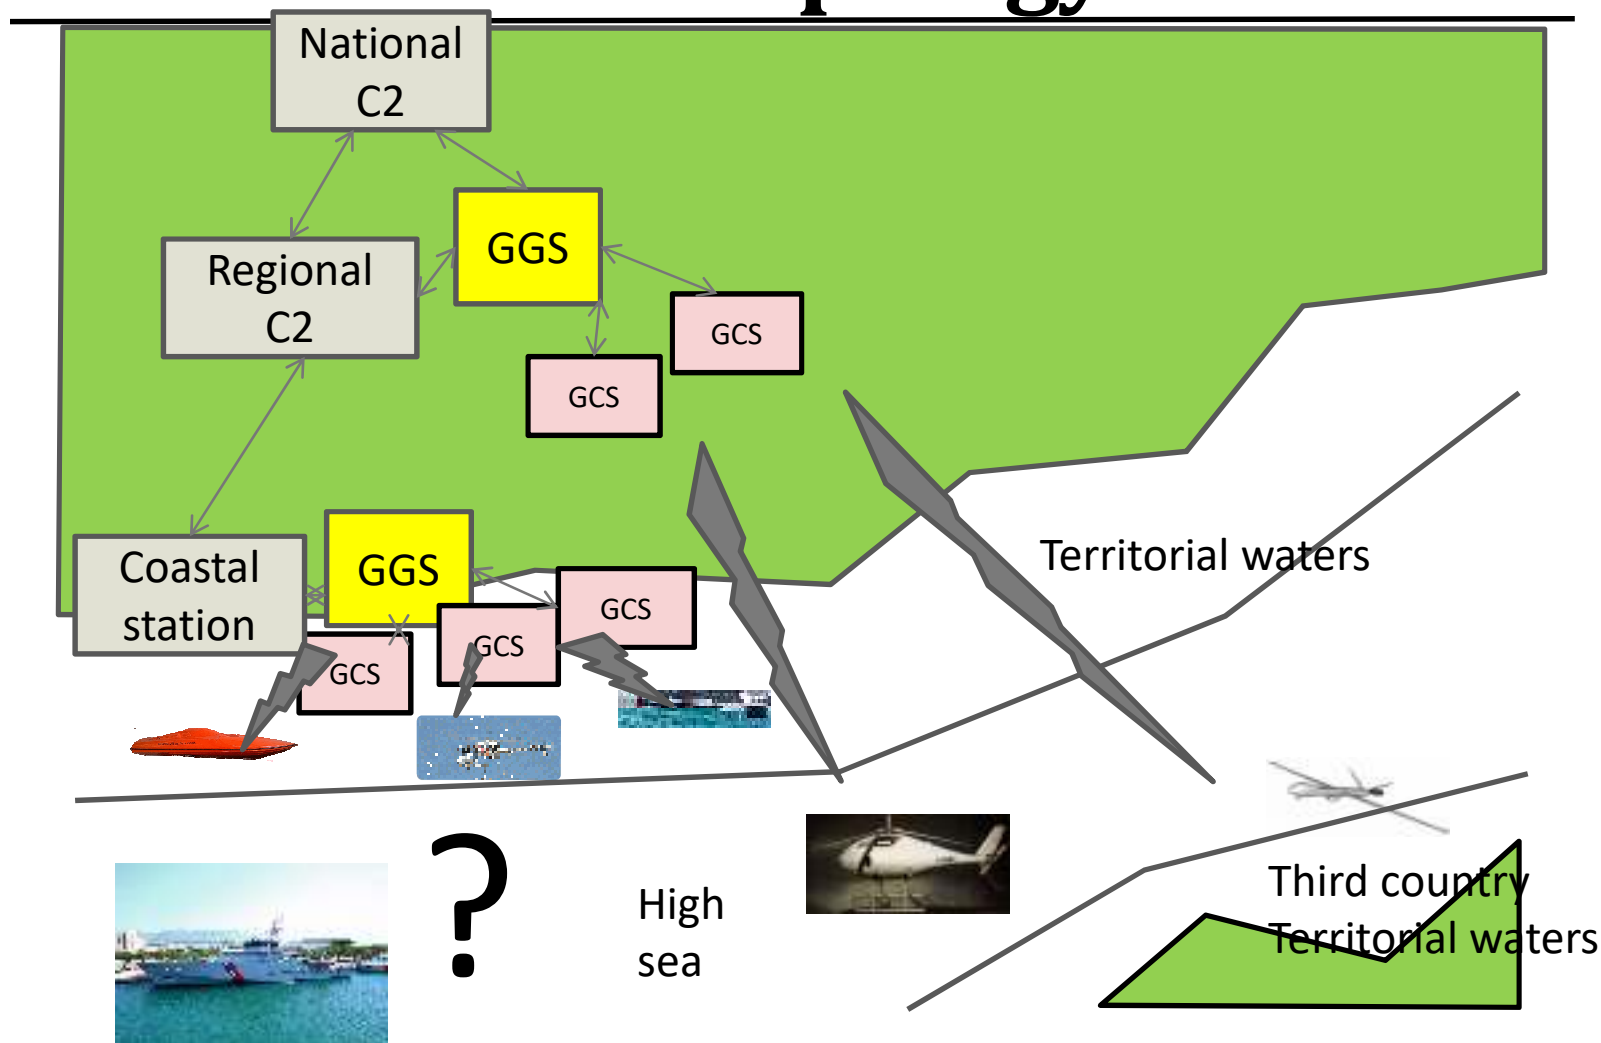 National
C2
GGS
Regional
C2
GCS
GCS
Territorial waters
Coastal
station
GGS
GCS
GCS
GCS
?
High
sea
Third country
Territorial waters